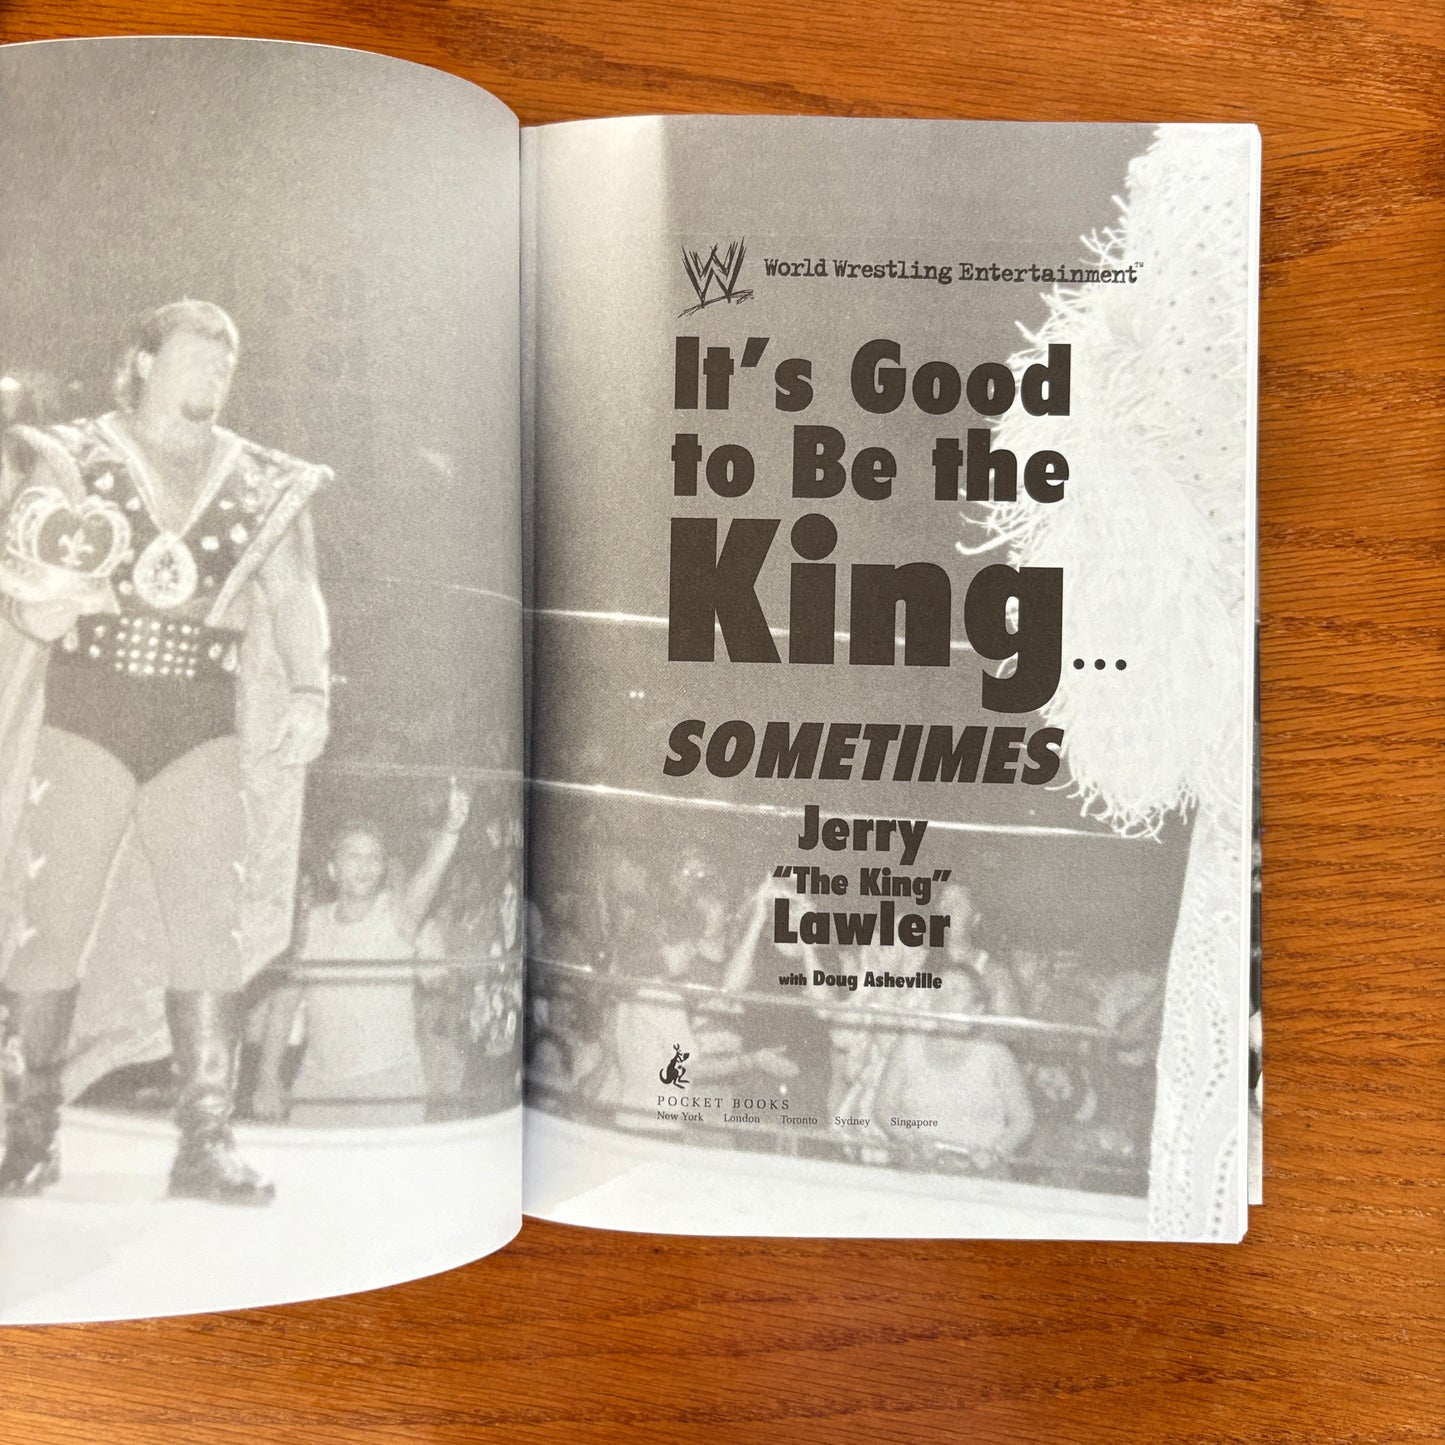 W World Wrestling Entertainment™
It's Good
to Be the
King...
SOMETIMES
Jerry
"The King"
Lawler
with Doug Asheville
POCKET BOOKS
New York London Toronto Sydney Singapore